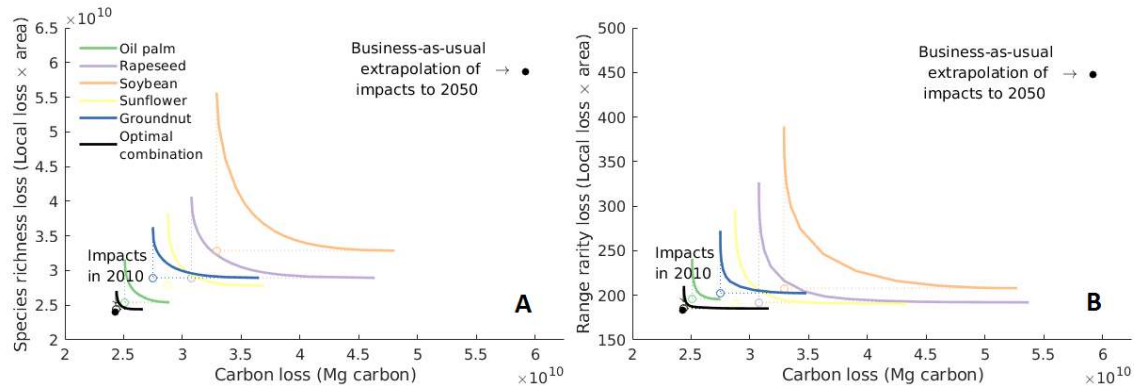 ×10¹⁰
6.5
6
5.5
5
4.5
4
3.5
3
2.5
2
Species richness loss (Local loss × area)
Oil palm
Rapeseed
Soybean
Sunflower
Groundnut
Optimal
combination
Business-as-usual
extrapolation of →
impacts to 2050
Impacts
in 2010
A
2 2.5 3 3.5 4 4.5 5 5.5 6
Carbon loss (Mg carbon)
×10¹⁰
500
450
400
350
300
250
200
150
Range rarity loss (Local loss × area)
Business-as-usual
extrapolation of →
impacts to 2050
Impacts
in 2010
B
2 2.5 3 3.5 4 4.5 5 5.5 6
Carbon loss (Mg carbon)
×10¹⁰